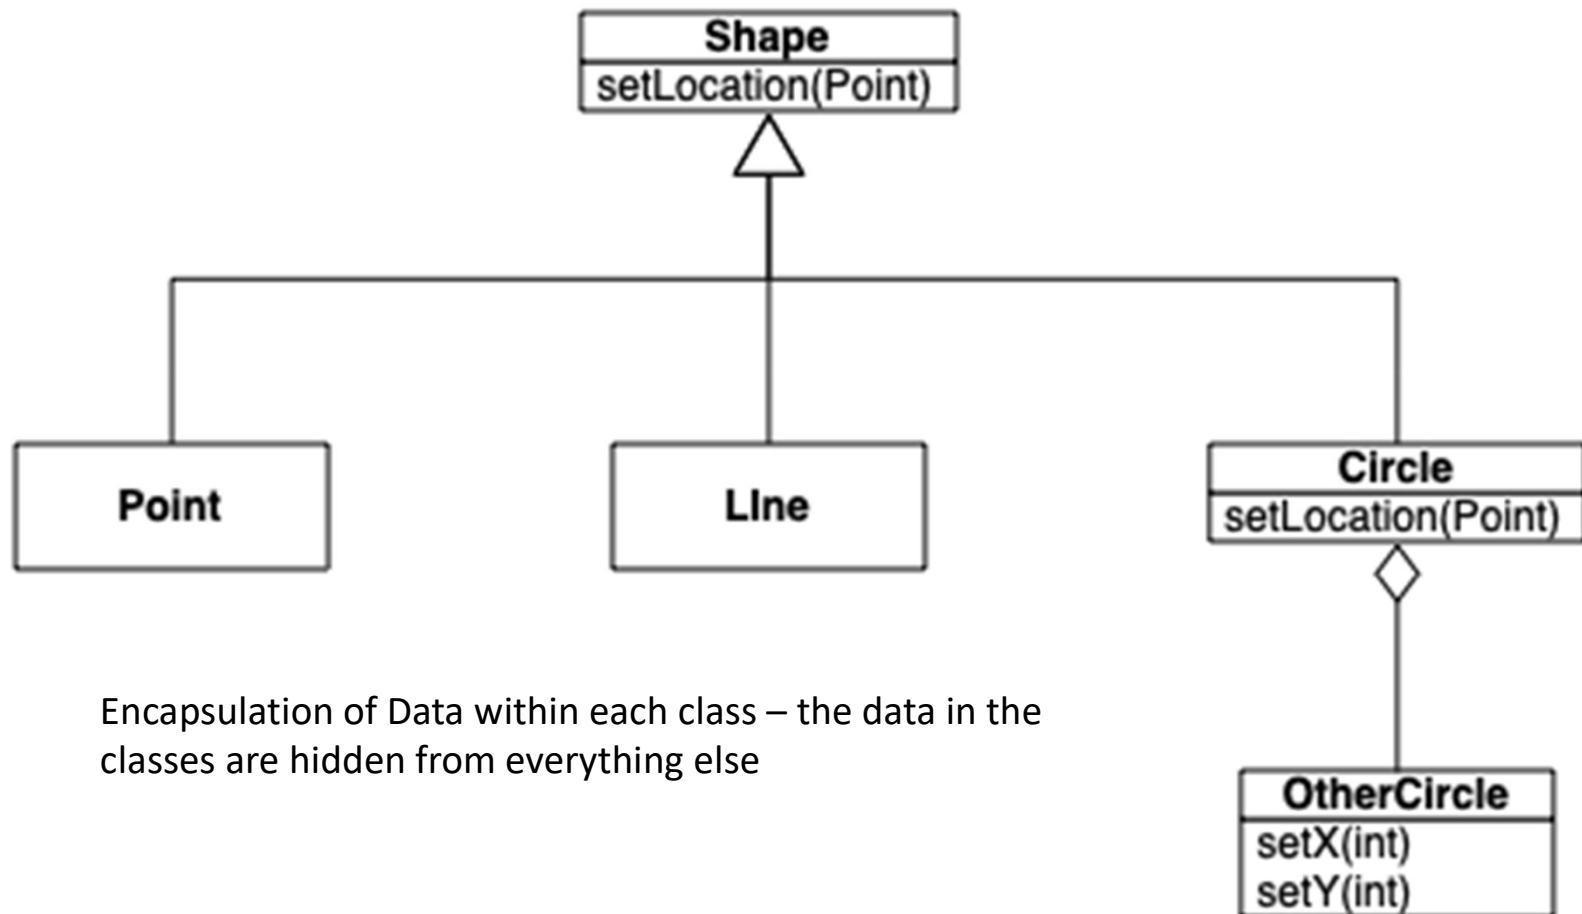 Shape
setLocation(Point)
Point
LIne
Circle
setLocation(Point)
Encapsulation of Data within each class – the data in the
classes are hidden from everything else
OtherCircle
setX(int)
setY(int)